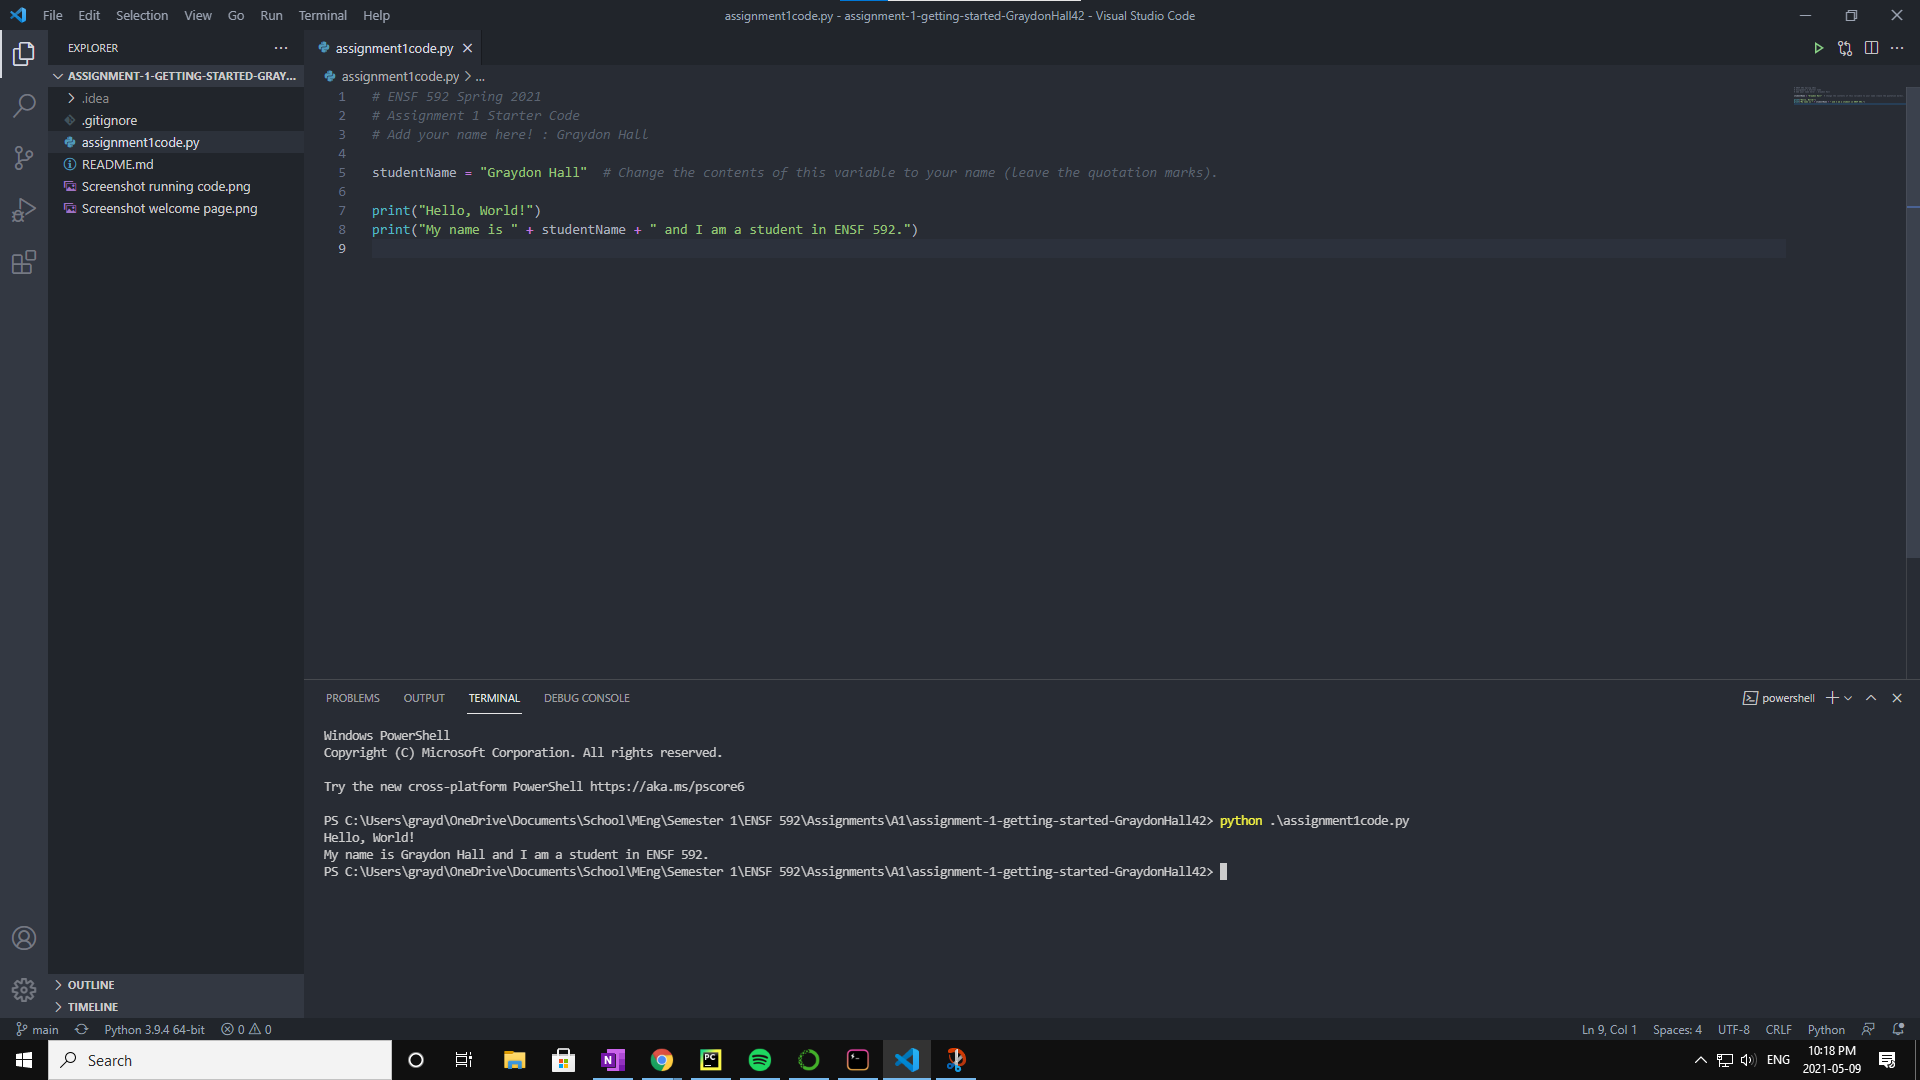 File Edit Selection View Go Run Terminal Help
assignment1code.py - assignment-1-getting-started-GraydonHall42 - Visual Studio Code
EXPLORER
ASSIGNMENT-1-GETTING-STARTED-GRAY...
.idea
.gitignore
assignment1code.py
README.md
Screenshot running code.png
Screenshot welcome page.png
OUTLINE
TIMELINE
assignment1code.py
assignment1code.py > ...
1 # ENSF 592 Spring 2021
2 # Assignment 1 Starter Code
3 # Add your name here! : Graydon Hall
4
5 studentName = "Graydon Hall"  # Change the contents of this variable to your name (leave the quotation marks).
6
7 print("Hello, World!")
8 print("My name is " + studentName + " and I am a student in ENSF 592.")
9
PROBLEMS OUTPUT TERMINAL DEBUG CONSOLE
powershell
Windows PowerShell
Copyright (C) Microsoft Corporation. All rights reserved.
Try the new cross-platform PowerShell https://aka.ms/pscore6
PS C:\Users\grayd\OneDrive\Documents\School\MEng\Semester 1\ENSF 592\Assignments\A1\assignment-1-getting-started-GraydonHall42> python .\assignment1code.py
Hello, World!
My name is Graydon Hall and I am a student in ENSF 592.
PS C:\Users\grayd\OneDrive\Documents\School\MEng\Semester 1\ENSF 592\Assignments\A1\assignment-1-getting-started-GraydonHall42>
main Python 3.9.4 64-bit 0 0
Ln 9, Col 1 Spaces: 4 UTF-8 CRLF Python
Search
N
PC
ENG
10:18 PM
2021-05-09